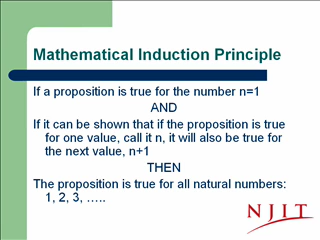 Mathematical Induction Principle
If a proposition is true for the number n=1
AND
If it can be shown that if the proposition is true
for one value, call it n, it will also be true for
the next value, n+1
THEN
The proposition is true for all natural numbers:
1, 2, 3, …..
NJIT